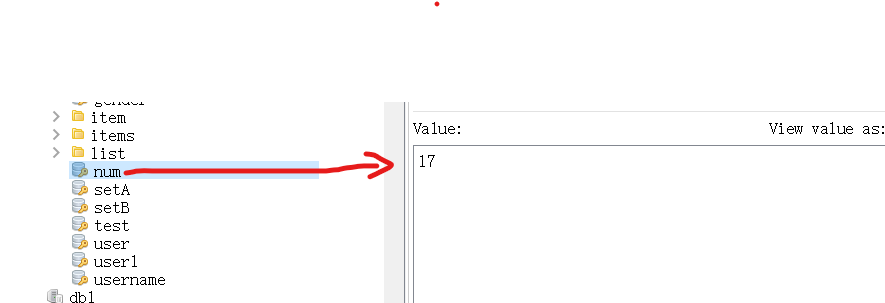 gender
item
items
list
num
setA
setB
test
user
user1
username
db1
Value:
View value as:
17